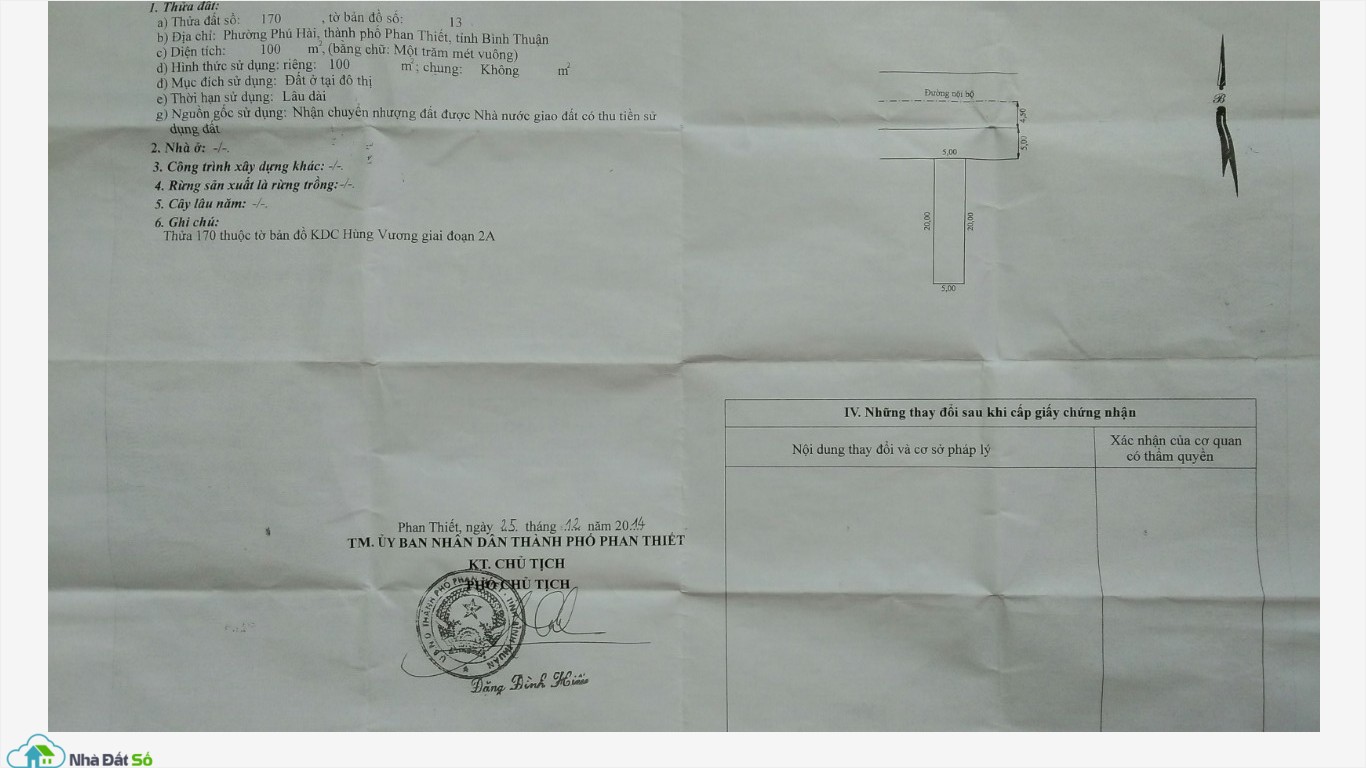 1. Thửa đất:
a) Thửa đất số: 170 , tờ bản đồ số: 13
b) Địa chỉ: Phường Phú Hài, thành phố Phan Thiết, tỉnh Bình Thuận
c) Diện tích: 100 m², (bằng chữ: Một trăm mét vuông)
d) Hình thức sử dụng: riêng: 100 m²; chung: Không m²
đ) Mục đích sử dụng: Đất ở tại đô thị
e) Thời hạn sử dụng: Lâu dài
g) Nguồn gốc sử dụng: Nhận chuyển nhượng đất được Nhà nước giao đất có thu tiền sử
dụng đất
2. Nhà ở: -/-.
3. Công trình xây dựng khác: -/-.
4. Rừng sản xuất là rừng trồng:-/-.
5. Cây lâu năm: -/-.
6. Ghi chú:
Thửa 170 thuộc tờ bản đồ KDC Hùng Vương giai đoạn 2A
Phan Thiết, ngày 25. tháng .12. năm 2014
TM. ỦY BAN NHÂN DÂN THÀNH PHỐ PHAN THIẾT
KT. CHỦ TỊCH
PHÓ CHỦ TỊCH
Đặng Đình Hiến
Đường nội bộ
4,50
5,00
5,00
20,00
20,00
5,00
B
IV. Những thay đổi sau khi cấp giấy chứng nhận
Nội dung thay đổi và cơ sở pháp lý
Xác nhận của cơ quan
có thẩm quyền
Nhà Đất Số